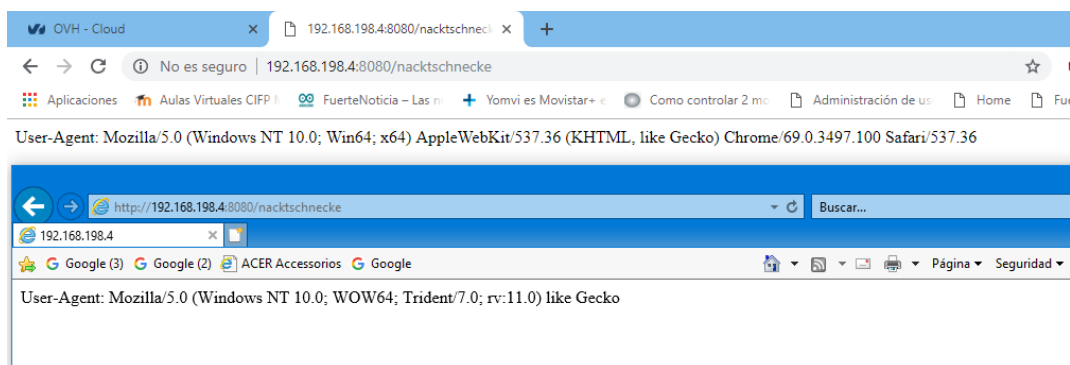 OVH - Cloud
192.168.198.4:8080/nacktschneck
No es seguro | 192.168.198.4:8080/nacktschnecke
Aplicaciones Aulas Virtuales CIFP FuerteNoticia – Las Yomvi es Movistar+ Como controlar 2 Administración de Home
User-Agent: Mozilla/5.0 (Windows NT 10.0; Win64; x64) AppleWebKit/537.36 (KHTML, like Gecko) Chrome/69.0.3497.100 Safari/537.36
http://192.168.198.4:8080/nacktschnecke Buscar...
192.168.198.4
Google (3) Google (2) ACER Accessorios Google Página Seguridad
User-Agent: Mozilla/5.0 (Windows NT 10.0; WOW64; Trident/7.0; rv:11.0) like Gecko